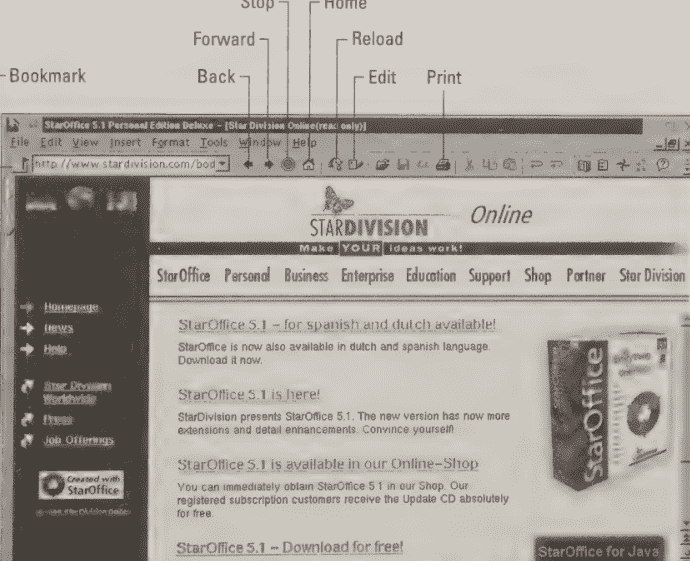 Stop
Home
Forward
Reload
Bookmark
Back
Edit
Print
StarOffice 5.1 Personal Edition Deluxe - [Star Division Online(read only)]
File Edit View Insert Format Tools Window Help
http://www.stardivision.com/bod
STARDIVISION Online
Make YOUR ideas work!
StarOffice Personal Business Enterprise Education Support Shop Partner Star Division
Homepage
News
Help
Star Division
Worldwide
Press
Job Offerings
Created with
StarOffice
StarOffice 5.1 – for spanish and dutch available!
StarOffice is now also available in dutch and spanish language.
Download it now.
StarOffice 5.1 is here!
StarDivision presents StarOffice 5.1. The new version has now more
extensions and detail enhancements. Convince yourself!
StarOffice 5.1 is available in our Online-Shop
You can immediately obtain StarOffice 5.1 in our Shop. Our
registered subscription customers receive the Update CD absolutely
for free.
StarOffice 5.1 – Download for free!
StarOffice
StarOffice for Java